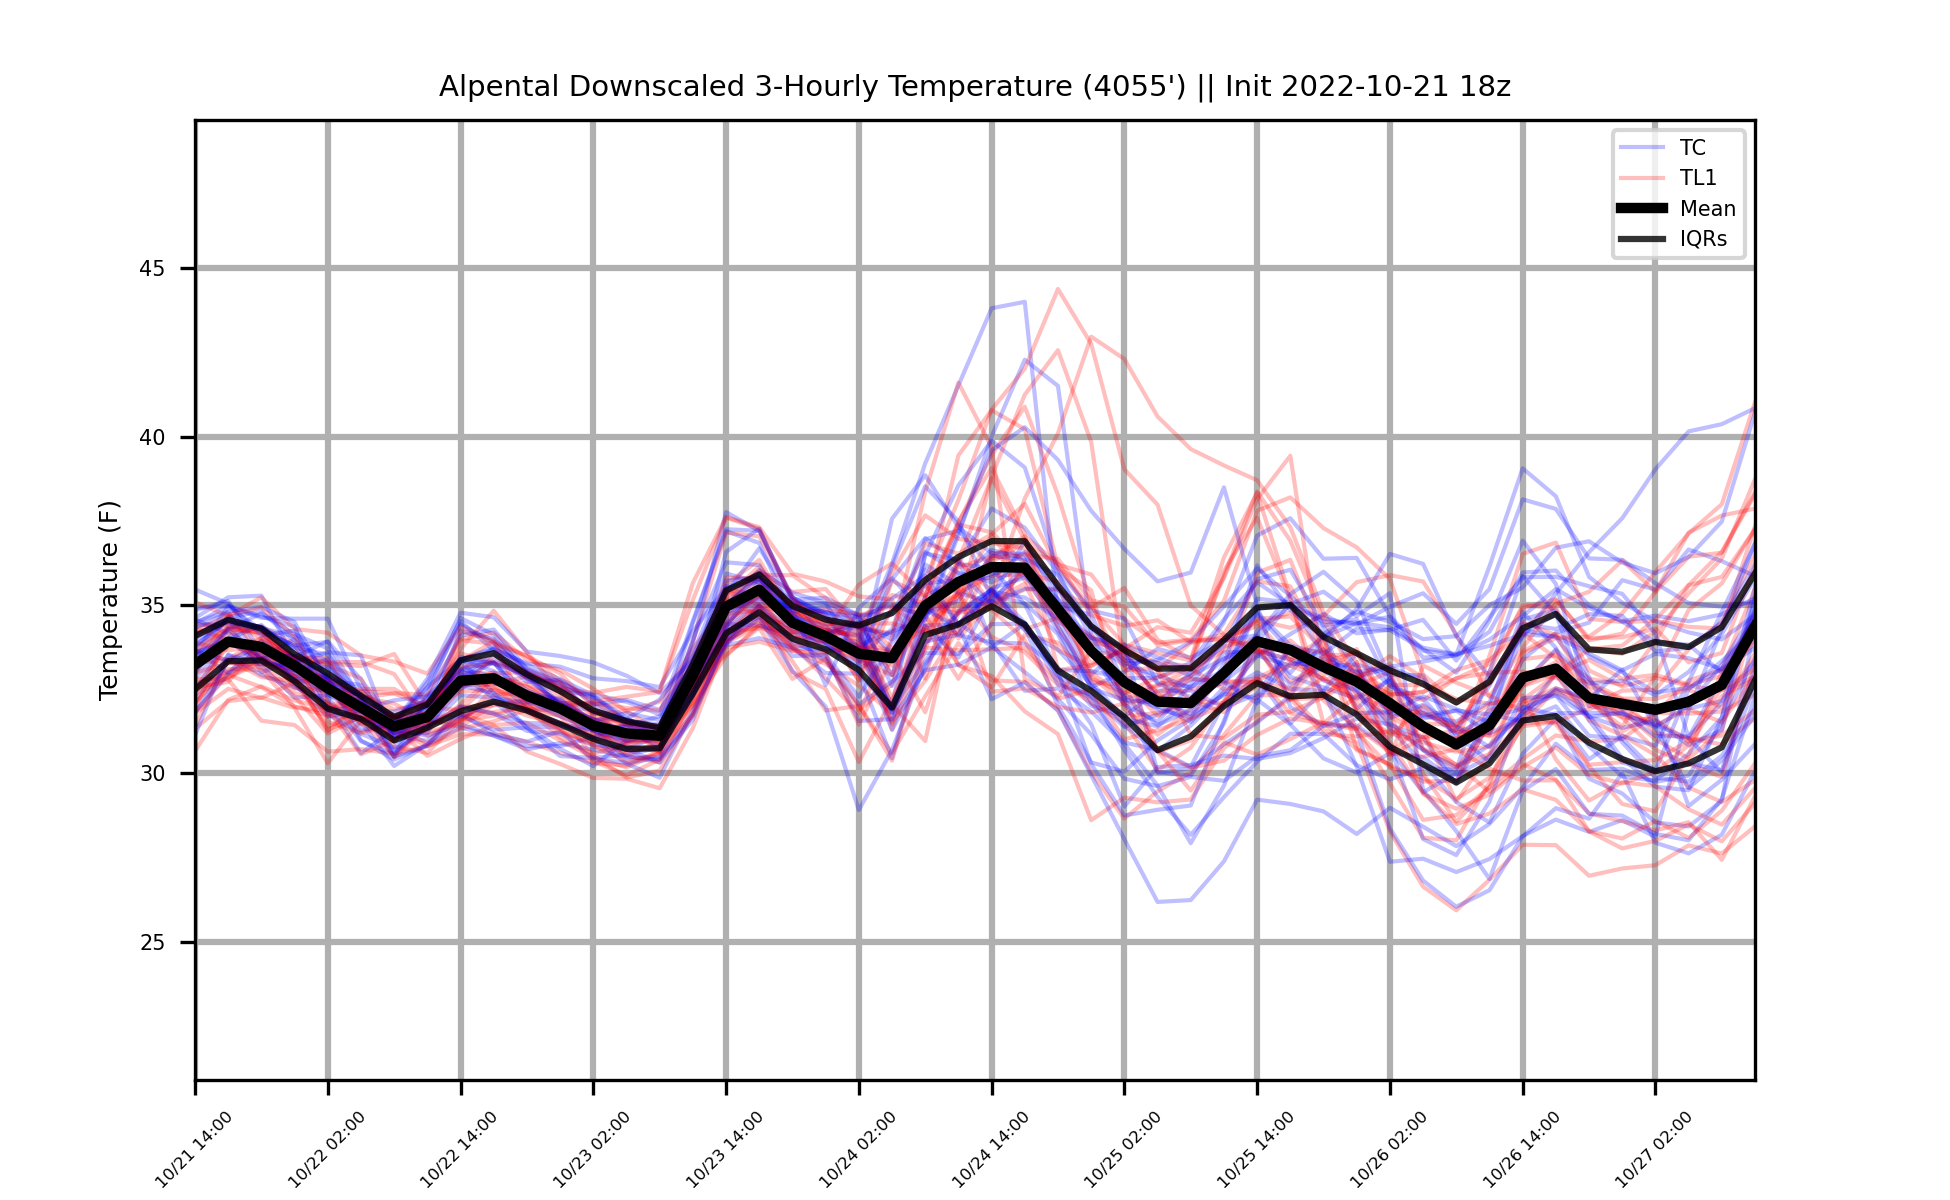 Alpental Downscaled 3-Hourly Temperature (4055') || Init 2022-10-21 18z
TC
TL1
Mean
IQRs
Temperature (F)
45
40
35
30
25
10/21 14:00
10/22 02:00
10/22 14:00
10/23 02:00
10/23 14:00
10/24 02:00
10/24 14:00
10/25 02:00
10/25 14:00
10/26 02:00
10/26 14:00
10/27 02:00